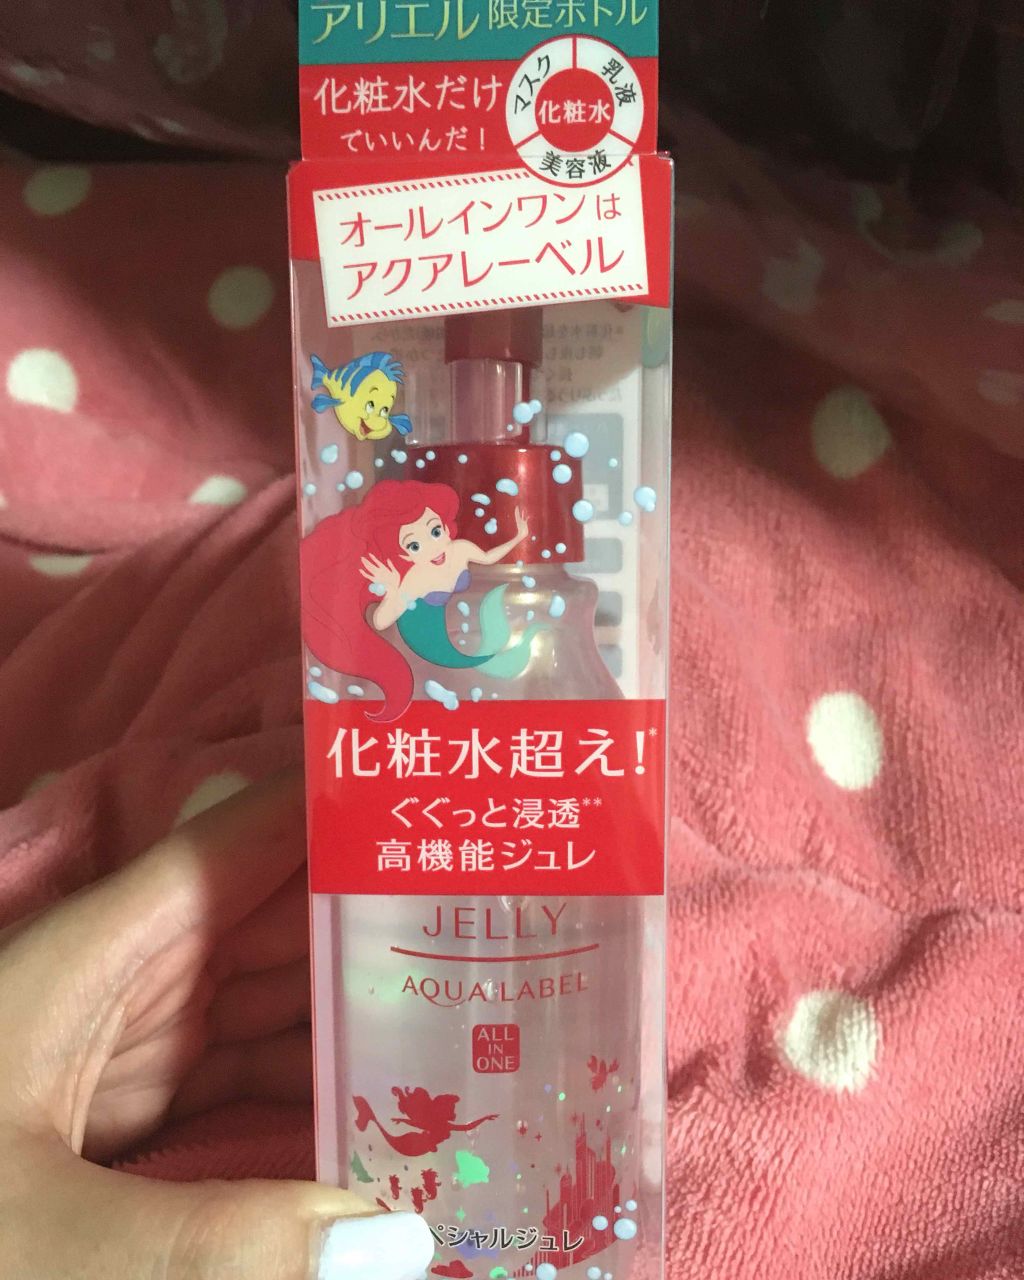 アリエル 限定ボトル
化粧水だけ
でいいんだ！
マスク
乳液
化粧水
美容液
オールインワンは
アクアレーベル
化粧水超え！*
ぐぐっと浸透**
高機能ジュレ
JELLY
AQUA LABEL
ALL
IN
ONE
ペシャルジュレ